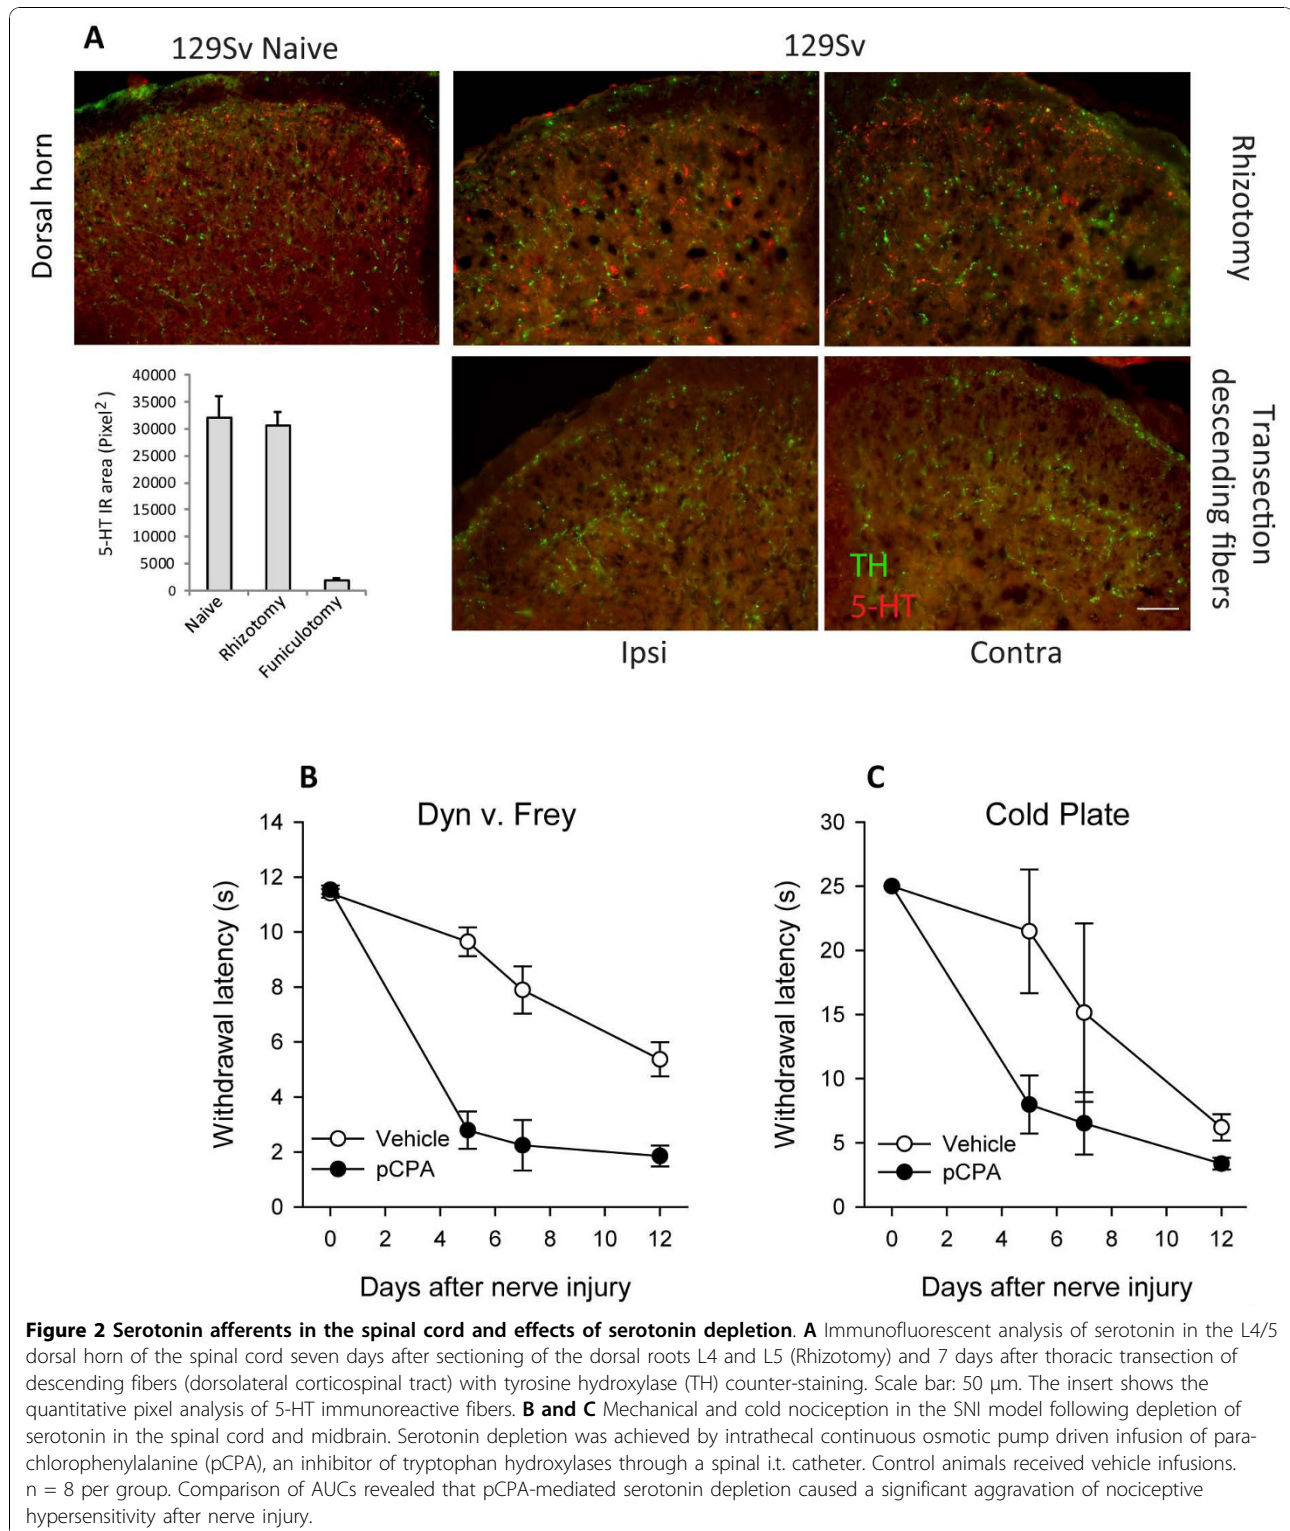 A
129Sv Naive
129Sv
Dorsal horn
Rhizotomy
40000
35000
30000
25000
20000
15000
10000
5000
0
5-HT IR area (Pixel²)
Naive
Rhizotomy
Funiculotomy
TH
5-HT
Transection
descending fibers
Ipsi
Contra
B
Dyn v. Frey
14
12
10
8
6
4
2
0
Withdrawal latency (s)
Vehicle
pCPA
0 2 4 6 8 10 12
Days after nerve injury
C
Cold Plate
30
25
20
15
10
5
0
Withdrawal latency (s)
Vehicle
pCPA
0 2 4 6 8 10 12
Days after nerve injury
Figure 2 Serotonin afferents in the spinal cord and effects of serotonin depletion. A Immunofluorescent analysis of serotonin in the L4/5
dorsal horn of the spinal cord seven days after sectioning of the dorsal roots L4 and L5 (Rhizotomy) and 7 days after thoracic transection of
descending fibers (dorsolateral corticospinal tract) with tyrosine hydroxylase (TH) counter-staining. Scale bar: 50 μm. The insert shows the
quantitative pixel analysis of 5-HT immunoreactive fibers. B and C Mechanical and cold nociception in the SNI model following depletion of
serotonin in the spinal cord and midbrain. Serotonin depletion was achieved by intrathecal continuous osmotic pump driven infusion of para-
chlorophenylalanine (pCPA), an inhibitor of tryptophan hydroxylases through a spinal i.t. catheter. Control animals received vehicle infusions.
n = 8 per group. Comparison of AUCs revealed that pCPA-mediated serotonin depletion caused a significant aggravation of nociceptive
hypersensitivity after nerve injury.